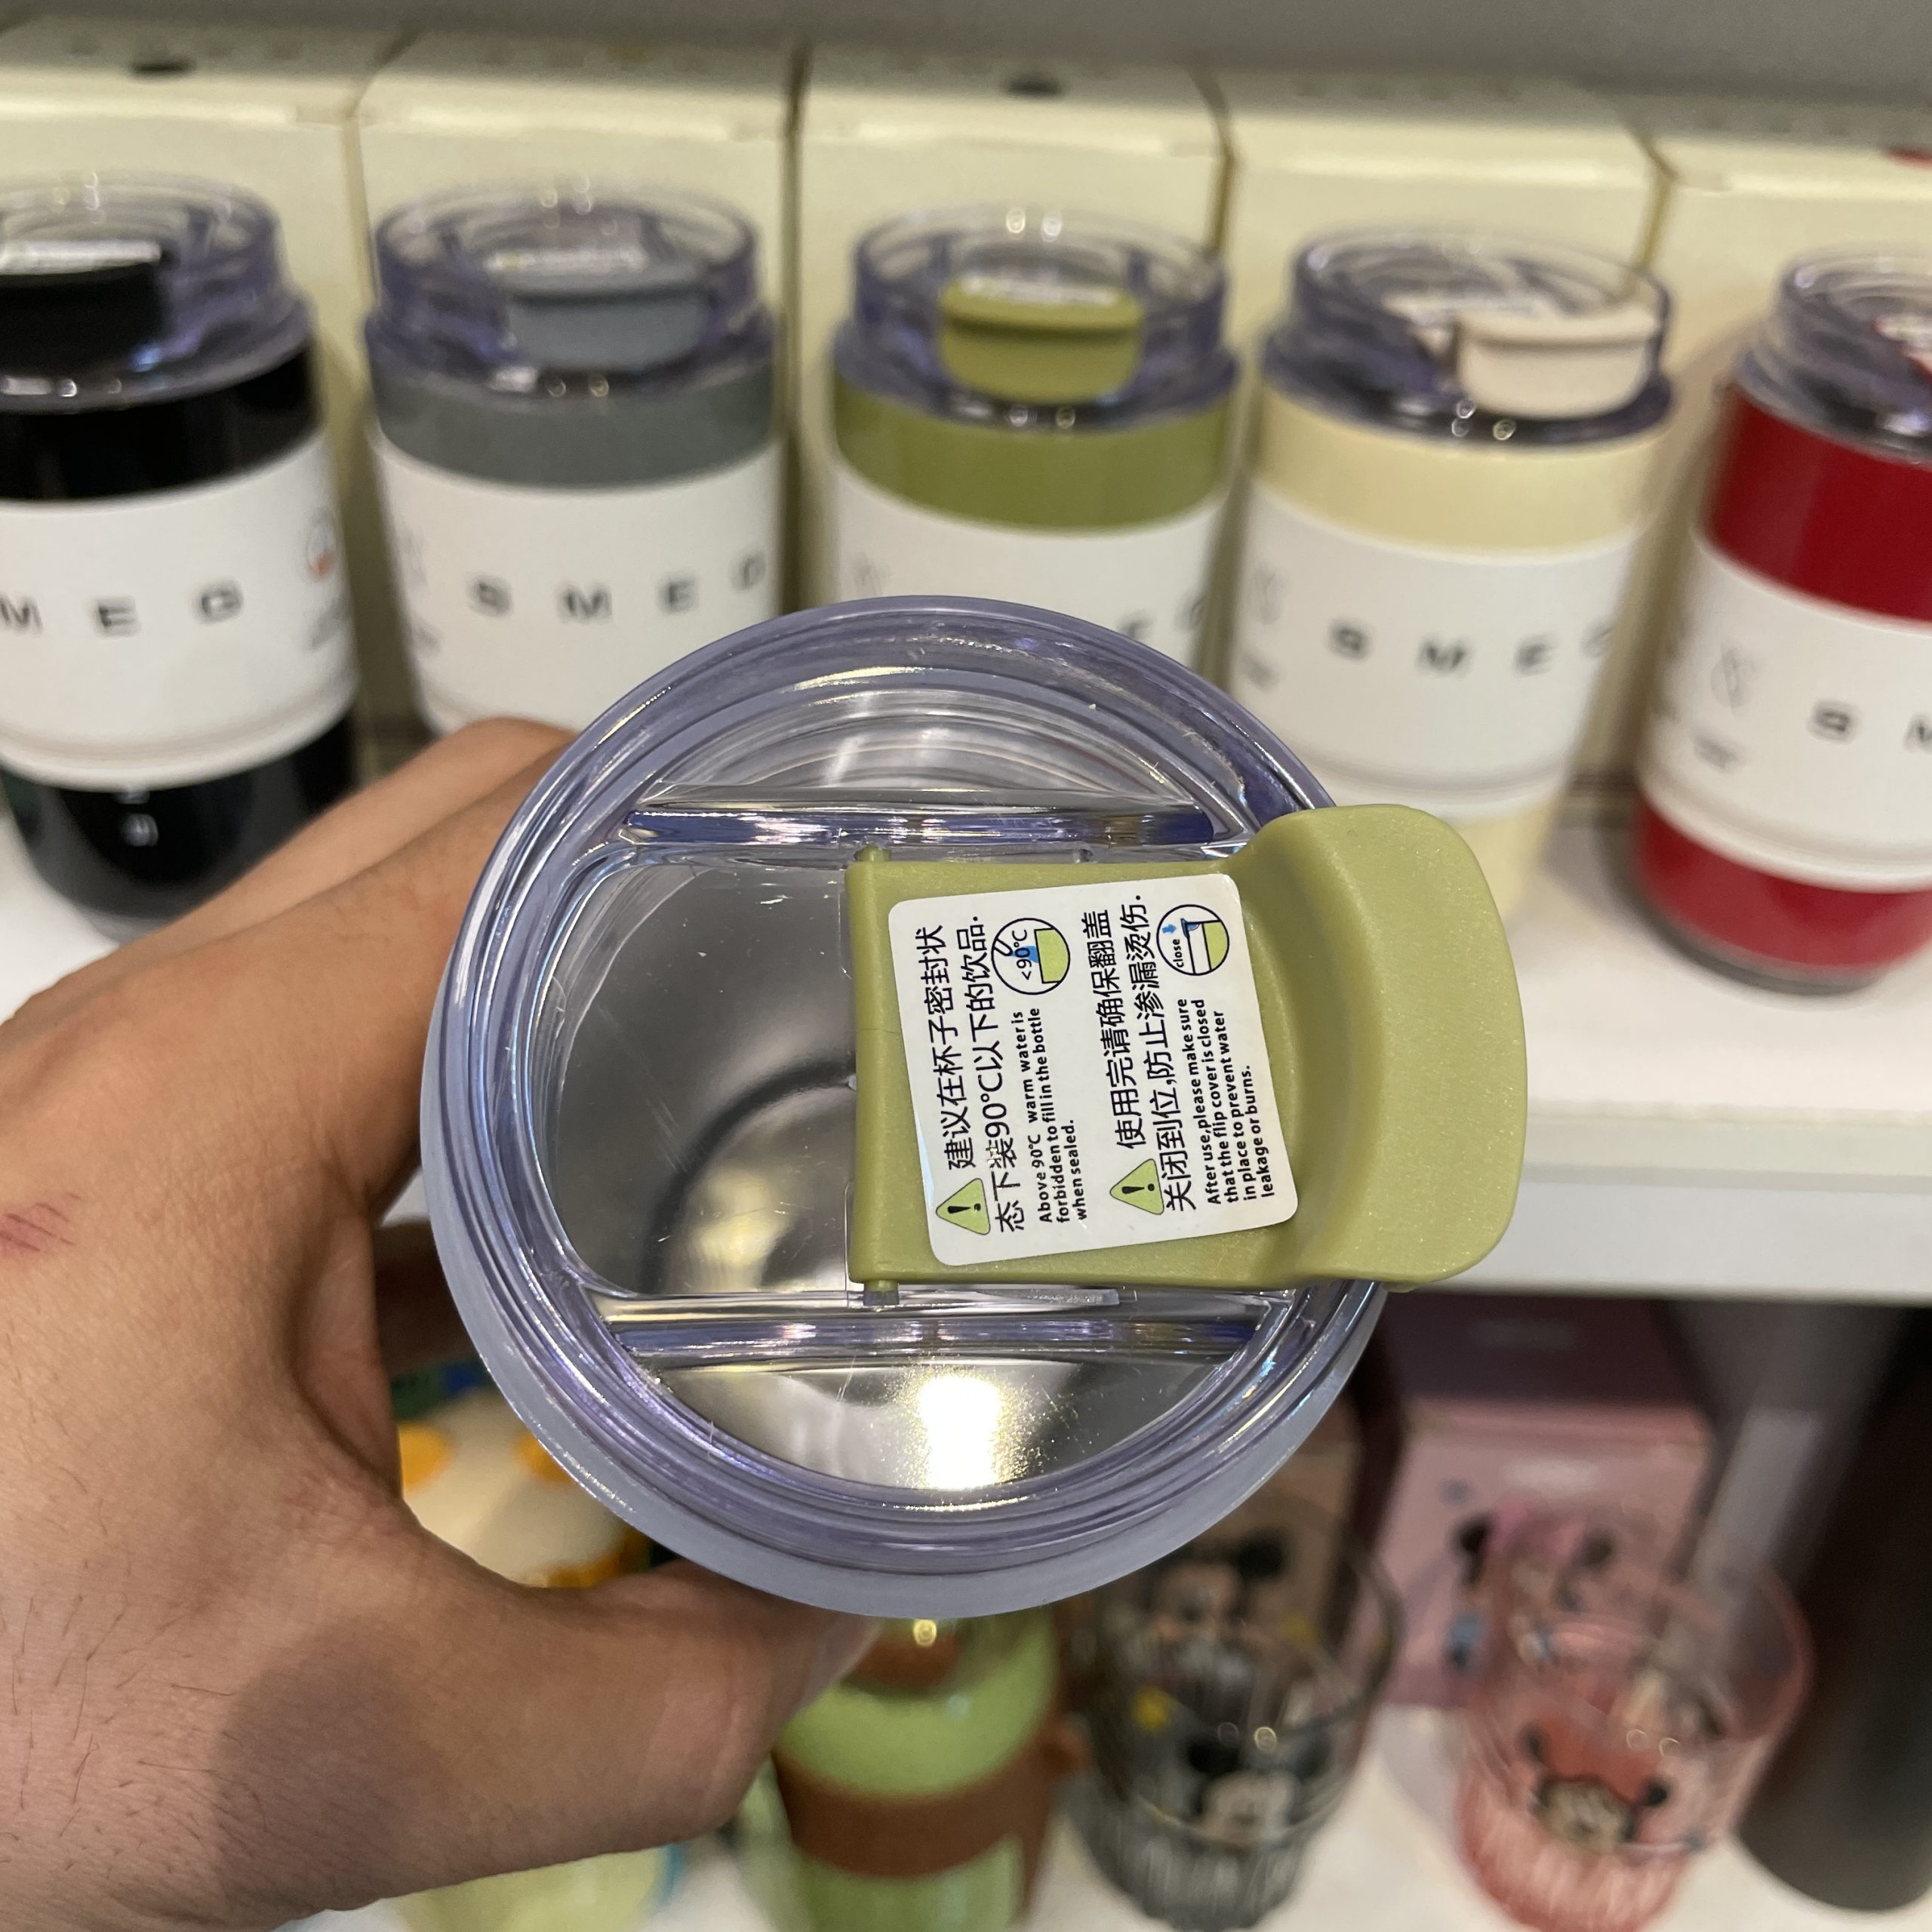 MEG
SMEG
SME
SM
建议在杯子密封状
态下装90°C以下的饮品.
<90°C
Above 90°C warm water is
forbidden to fill in the bottle
when sealed.
使用完请确保翻盖
关闭到位,防止渗漏烫伤.
close
After use,please make sure
that the flip cover is closed
in place to prevent water
leakage or burns.